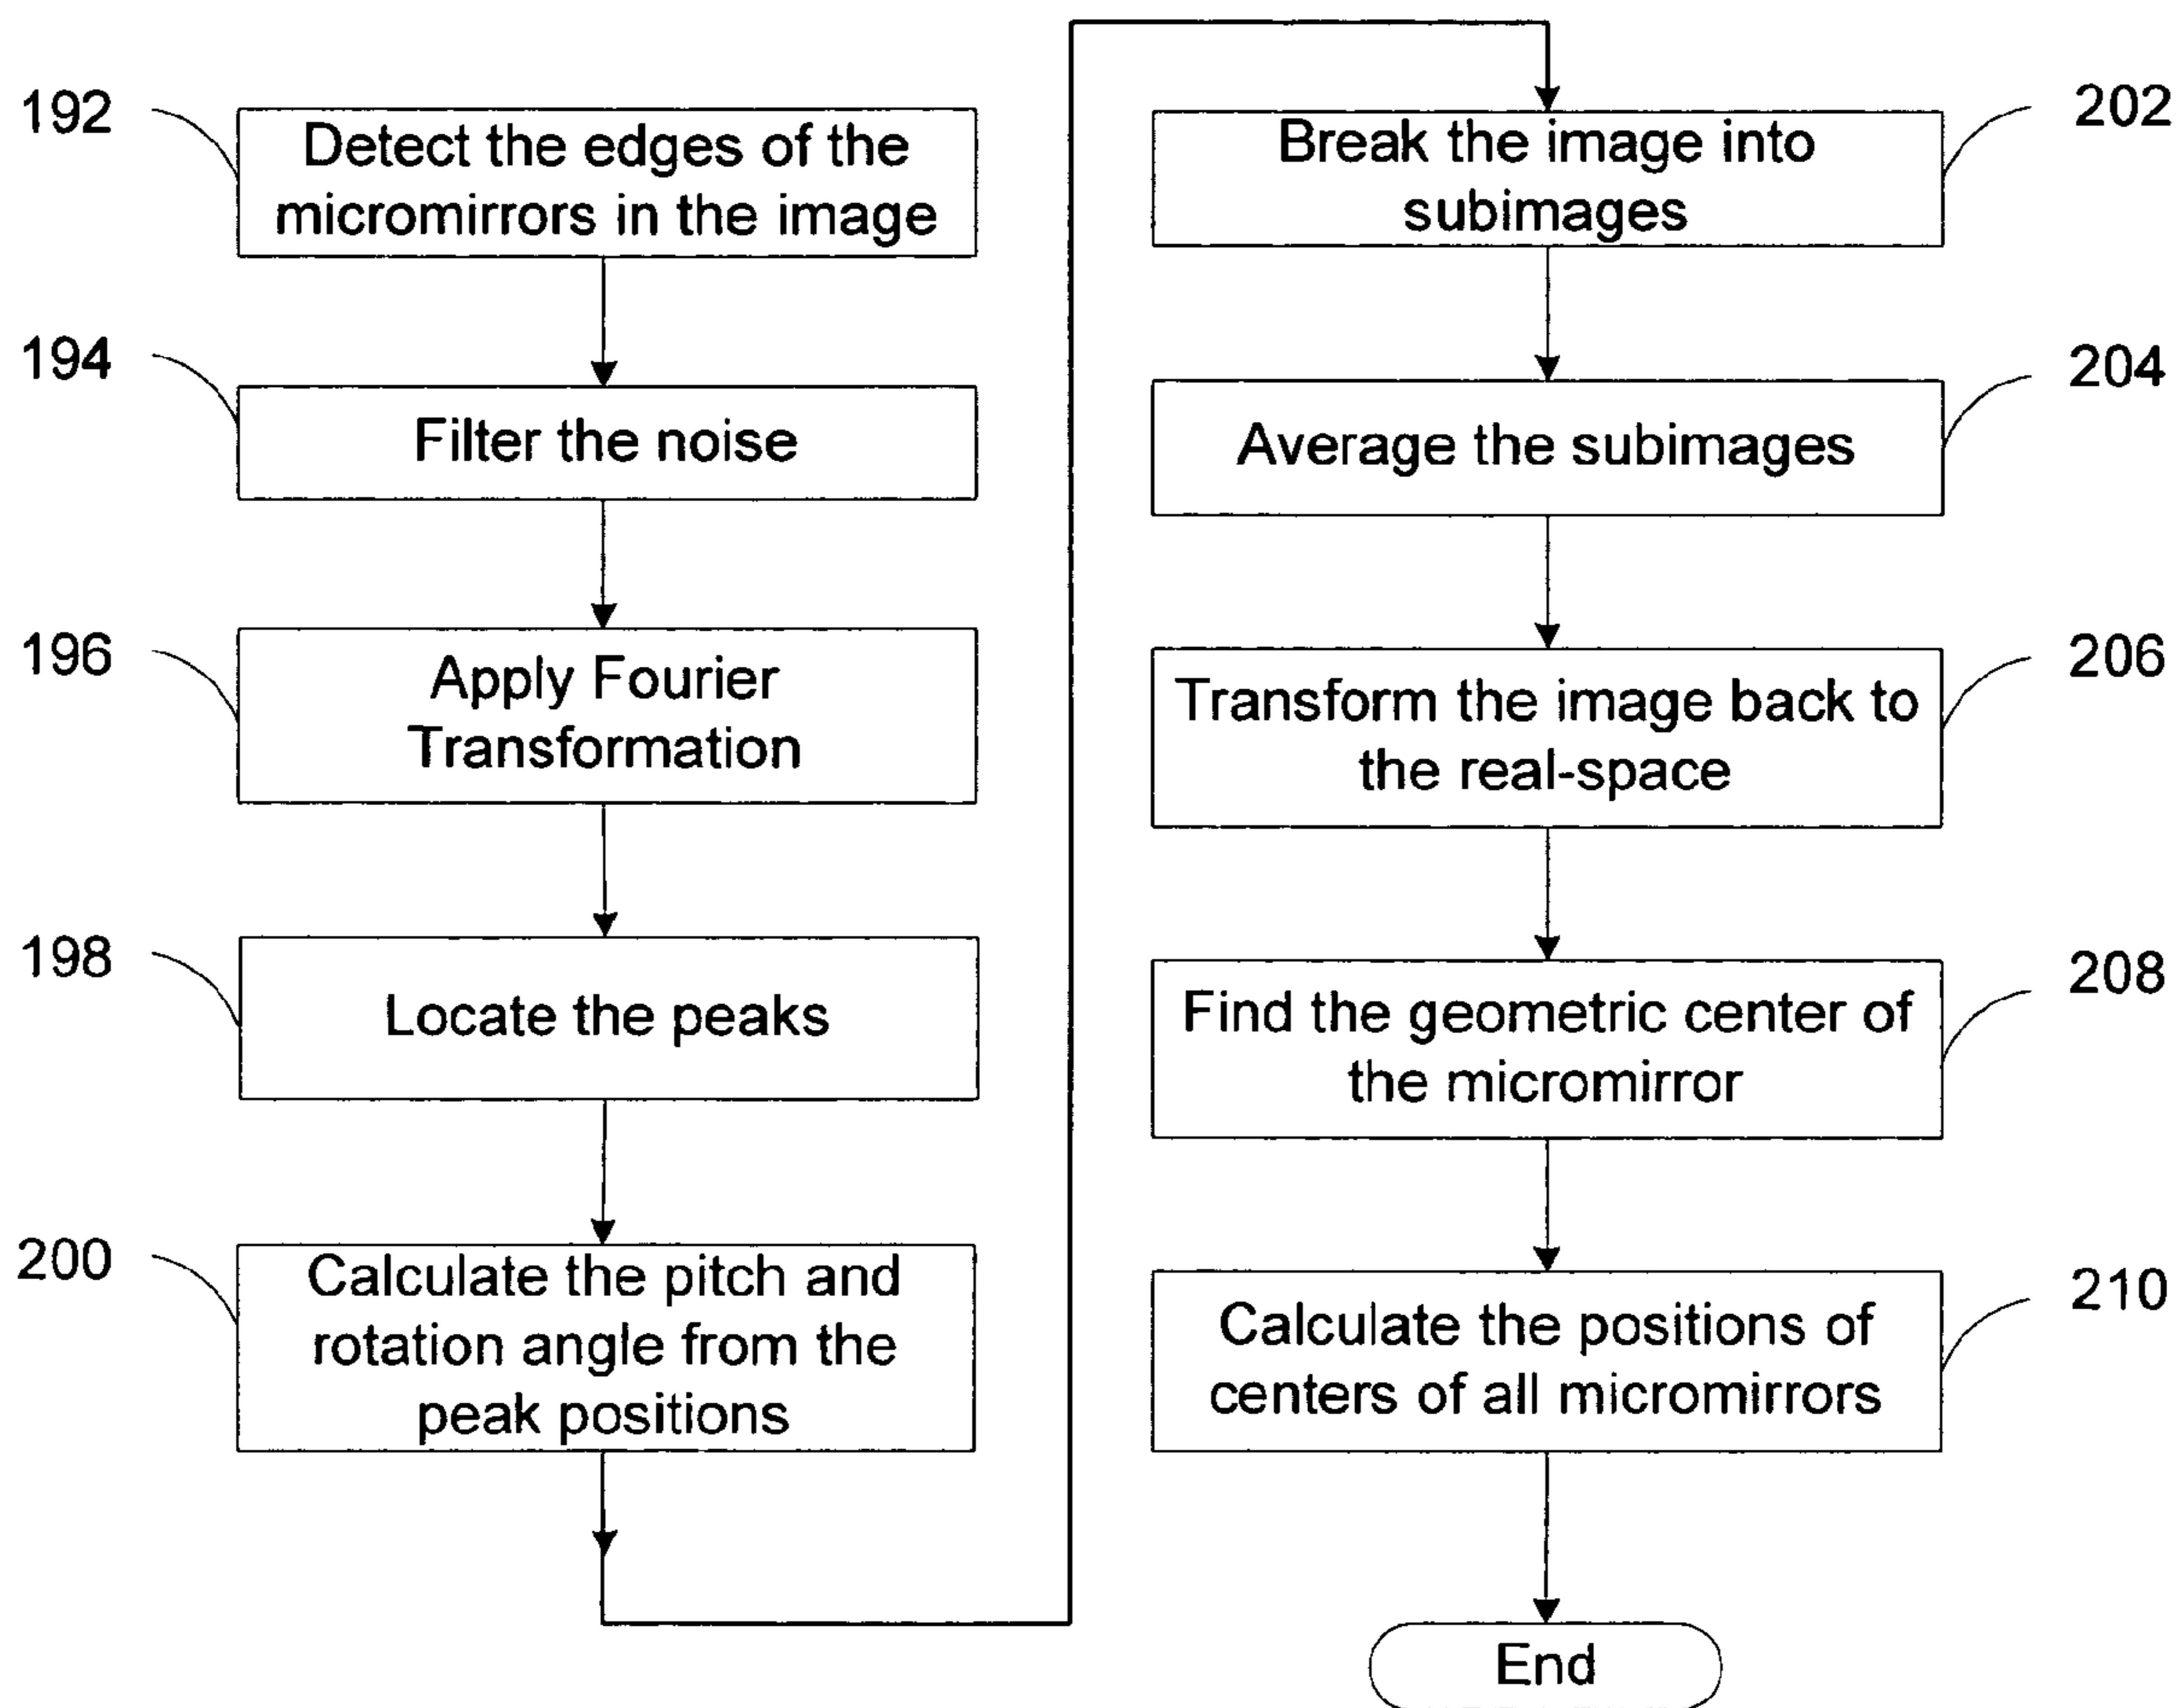 192
Detect the edges of the
micromirrors in the image
194
Filter the noise
196
Apply Fourier
Transformation
198
Locate the peaks
200
Calculate the pitch and
rotation angle from the
peak positions
202
Break the image into
subimages
204
Average the subimages
206
Transform the image back to
the real-space
208
Find the geometric center of
the micromirror
210
Calculate the positions of
centers of all micromirrors
End